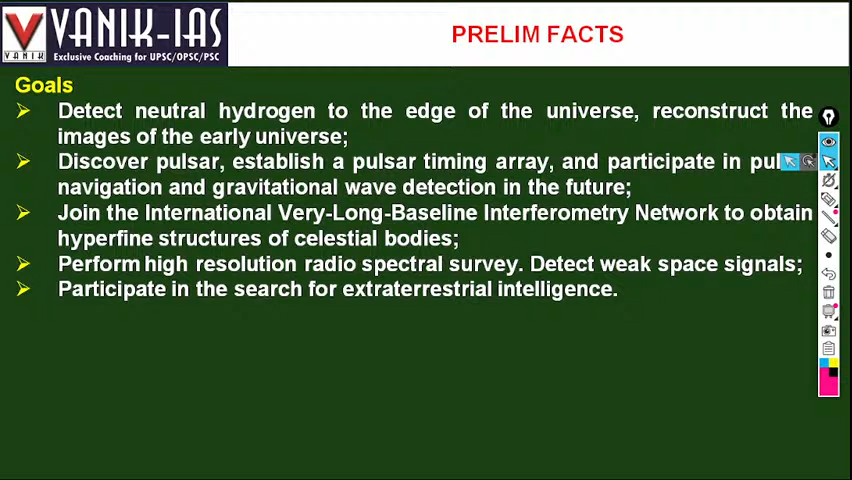 VANIK-IAS
VANIK
Exclusive Coaching for UPSC/OPSC/PSC
PRELIM FACTS
Goals
Detect neutral hydrogen to the edge of the universe, reconstruct the
images of the early universe;
Discover pulsar, establish a pulsar timing array, and participate in
navigation and gravitational wave detection in the future;
Join the International Very-Long-Baseline Interferometry Network to obtain
hyperfine structures of celestial bodies;
Perform high resolution radio spectral survey. Detect weak space signals;
Participate in the search for extraterrestrial intelligence.